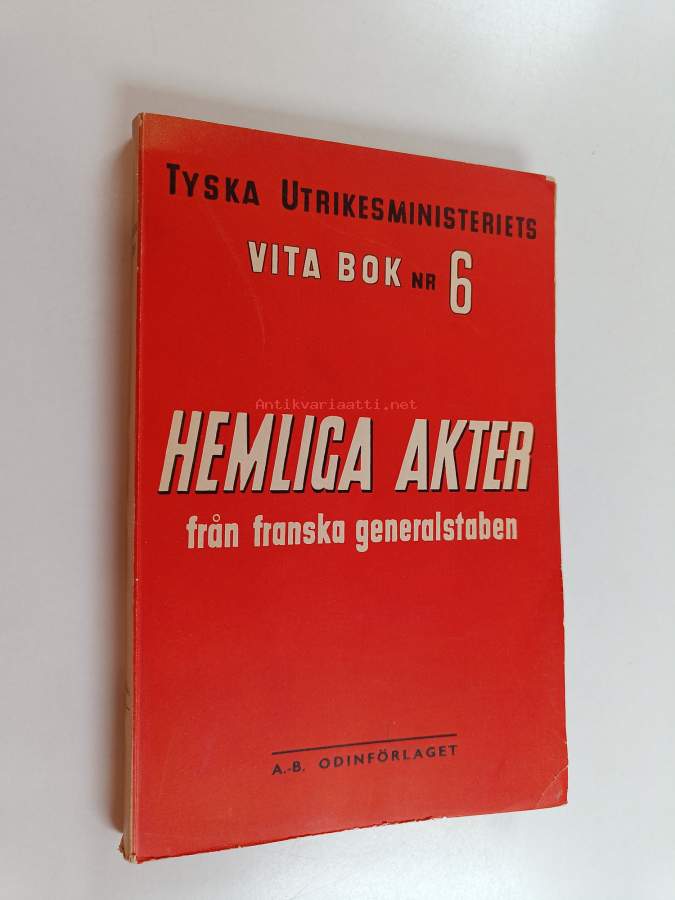 TYSKA UTRIKESMINISTERIETS
VITA BOK NR 6
Antikvariaatti.net
HEMLIGA AKTER
från franska generalstaben
A.-B. ODINFÖRLAGET